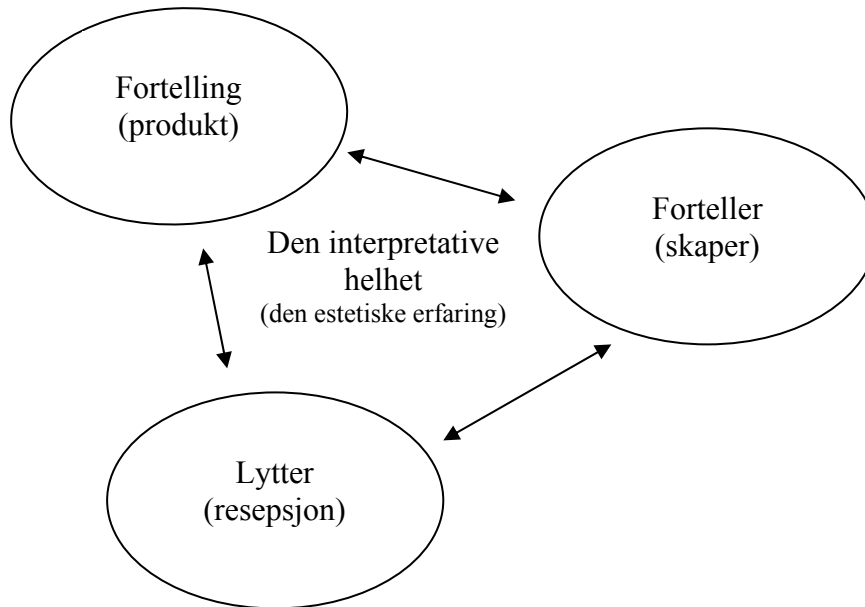 Fortelling
(produkt)
Forteller
(skaper)
Den interpretative
helhet
(den estetiske erfaring)
Lytter
(resepsjon)